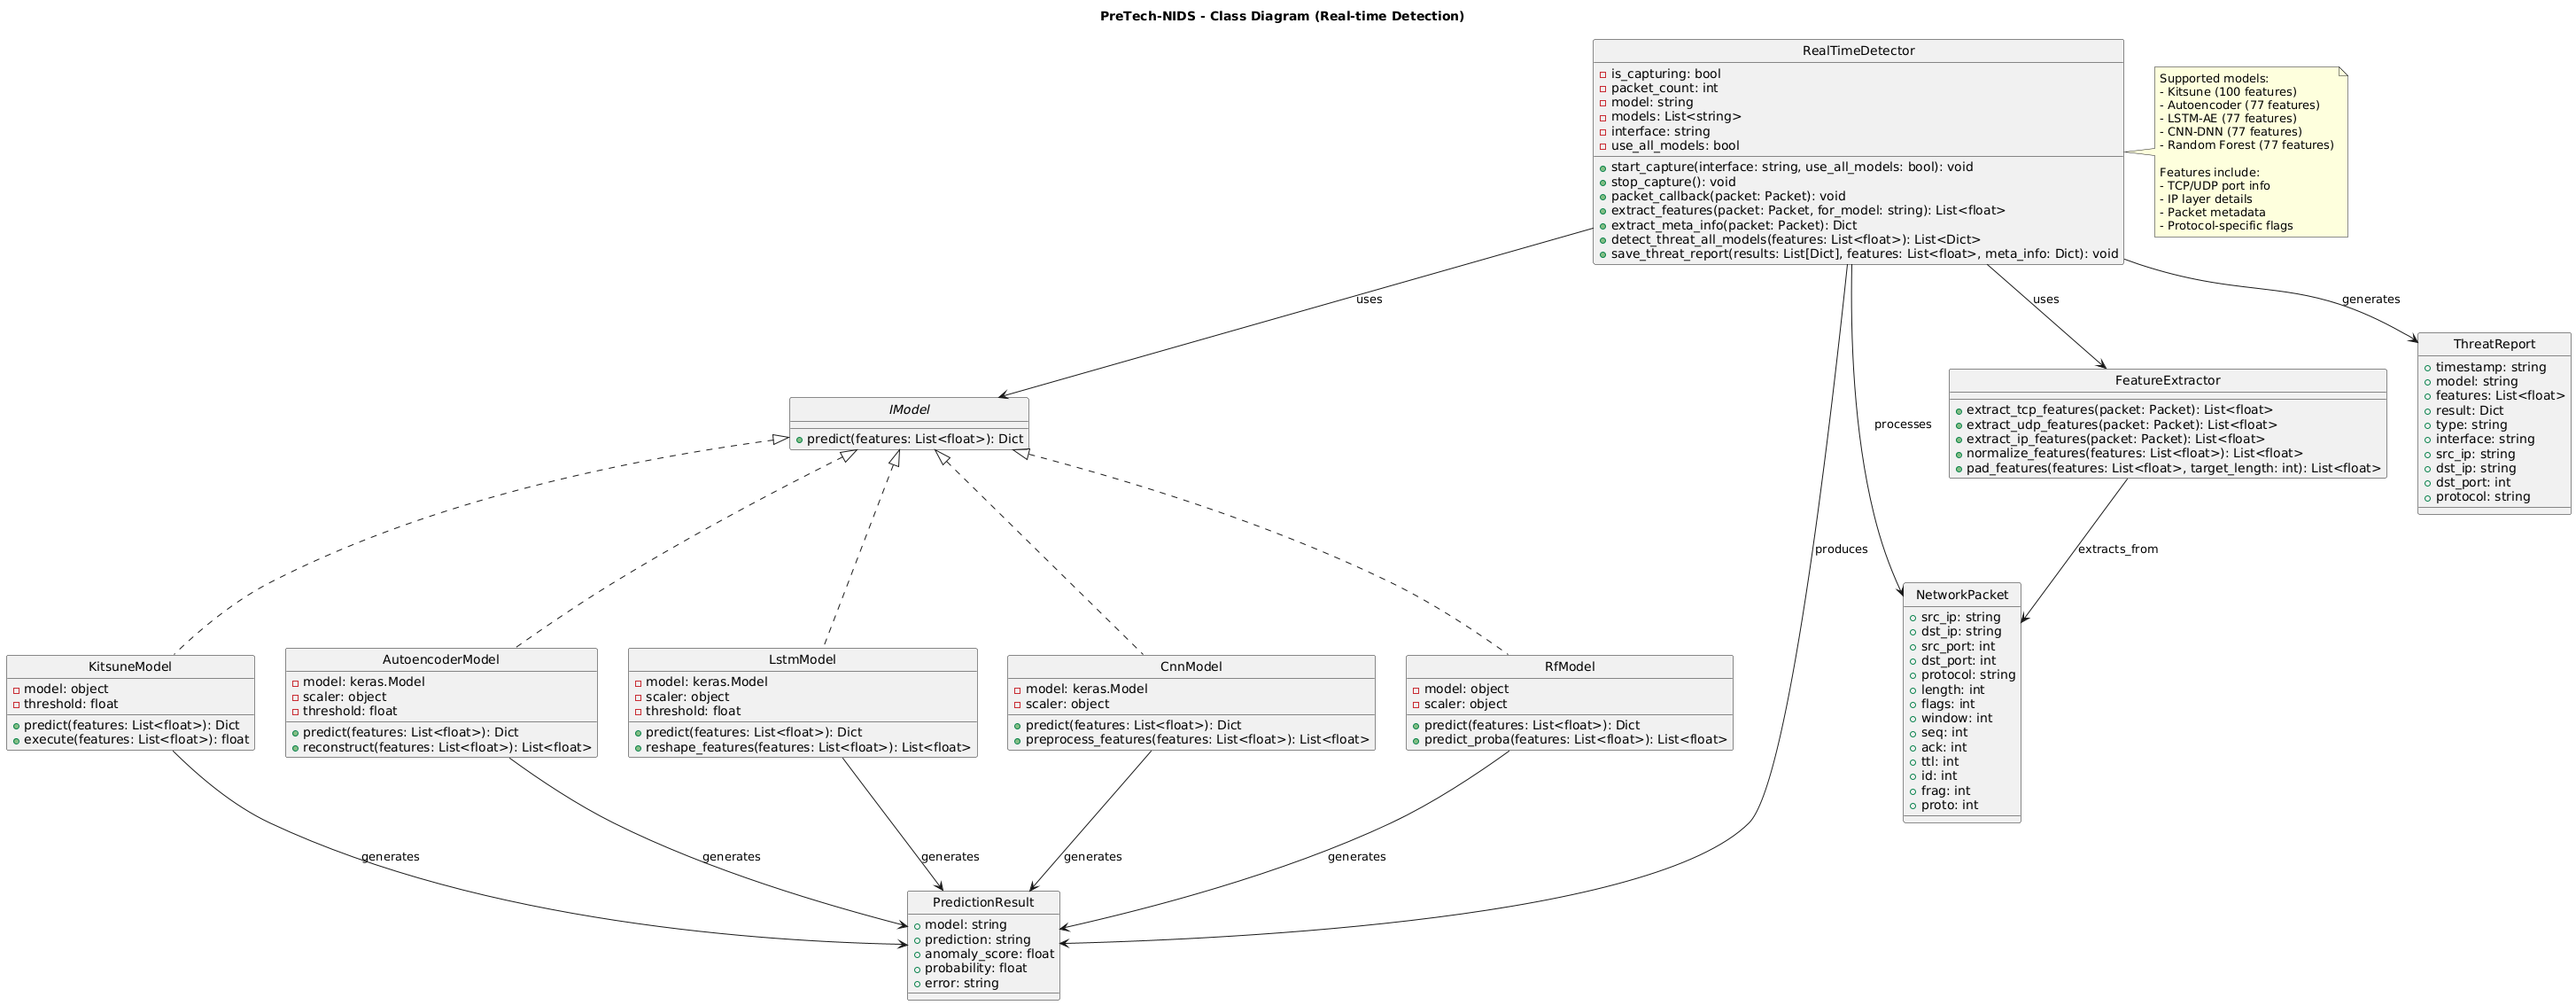 PreTech-NIDS - Class Diagram (Real-time Detection)
RealTimeDetector
is_capturing: bool
packet_count: int
model: string
models: List<string>
interface: string
use_all_models: bool
start_capture(interface: string, use_all_models: bool): void
stop_capture(): void
packet_callback(packet: Packet): void
extract_features(packet: Packet, for_model: string): List<float>
extract_meta_info(packet: Packet): Dict
detect_threat_all_models(features: List<float>): List<Dict>
save_threat_report(results: List[Dict], features: List<float>, meta_info: Dict): void
Supported models:
- Kitsune (100 features)
- Autoencoder (77 features)
- LSTM-AE (77 features)
- CNN-DNN (77 features)
- Random Forest (77 features)
Features include:
- TCP/UDP port info
- IP layer details
- Packet metadata
- Protocol-specific flags
uses
uses
generates
IModel
predict(features: List<float>): Dict
processes
FeatureExtractor
extract_tcp_features(packet: Packet): List<float>
extract_udp_features(packet: Packet): List<float>
extract_ip_features(packet: Packet): List<float>
normalize_features(features: List<float>): List<float>
pad_features(features: List<float>, target_length: int): List<float>
ThreatReport
timestamp: string
model: string
features: List<float>
result: Dict
type: string
interface: string
src_ip: string
dst_ip: string
dst_port: int
protocol: string
produces
extracts_from
KitsuneModel
model: object
threshold: float
predict(features: List<float>): Dict
execute(features: List<float>): float
AutoencoderModel
model: keras.Model
scaler: object
threshold: float
predict(features: List<float>): Dict
reconstruct(features: List<float>): List<float>
LstmModel
model: keras.Model
scaler: object
threshold: float
predict(features: List<float>): Dict
reshape_features(features: List<float>): List<float>
CnnModel
model: keras.Model
scaler: object
predict(features: List<float>): Dict
preprocess_features(features: List<float>): List<float>
RfModel
model: object
scaler: object
predict(features: List<float>): Dict
predict_proba(features: List<float>): List<float>
NetworkPacket
src_ip: string
dst_ip: string
src_port: int
dst_port: int
protocol: string
length: int
flags: int
window: int
seq: int
ack: int
ttl: int
id: int
frag: int
proto: int
generates
generates
generates
generates
generates
PredictionResult
model: string
prediction: string
anomaly_score: float
probability: float
error: string